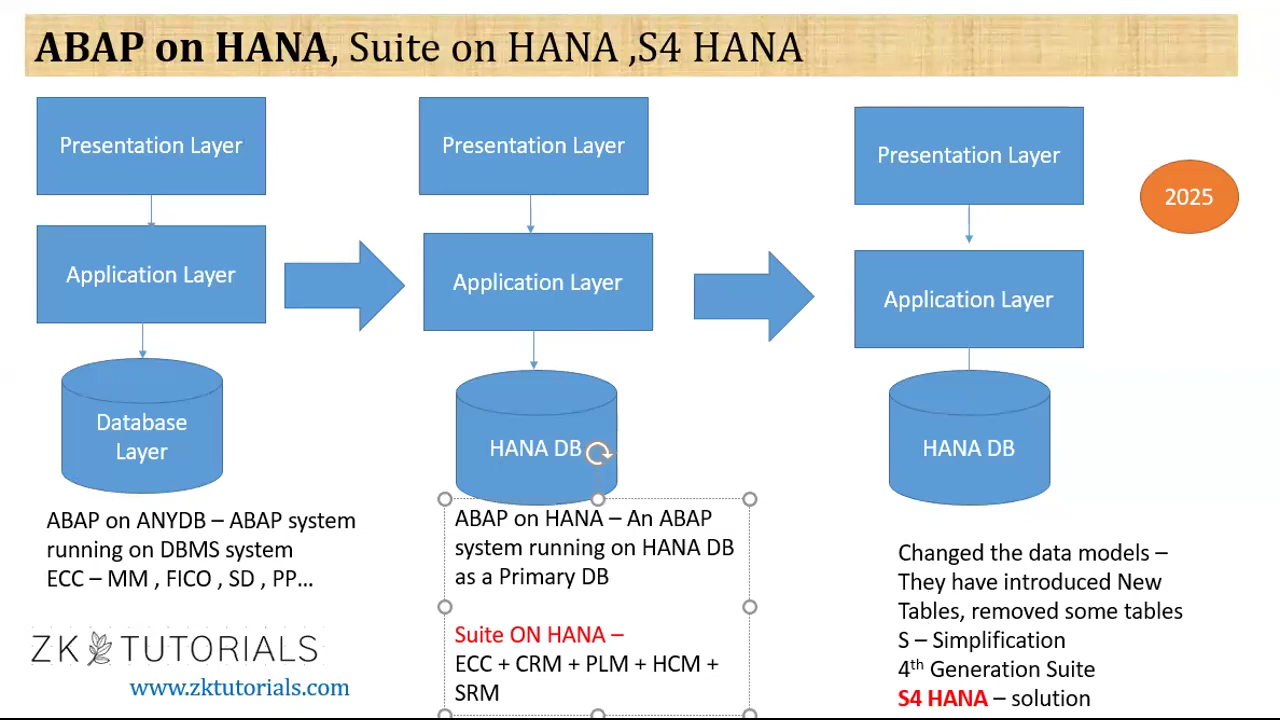 ABAP on HANA, Suite on HANA ,S4 HANA
Presentation Layer
Application Layer
Database
Layer
ABAP on ANYDB – ABAP system
running on DBMS system
ECC – MM , FICO , SD , PP...
Presentation Layer
Application Layer
HANA DB
ABAP on HANA – An ABAP
system running on HANA DB
as a Primary DB
Suite ON HANA –
ECC + CRM + PLM + HCM +
SRM
Presentation Layer
Application Layer
HANA DB
Changed the data models –
They have introduced New
Tables, removed some tables
S – Simplification
4th Generation Suite
S4 HANA – solution
2025
ZK TUTORIALS
www.zktutorials.com